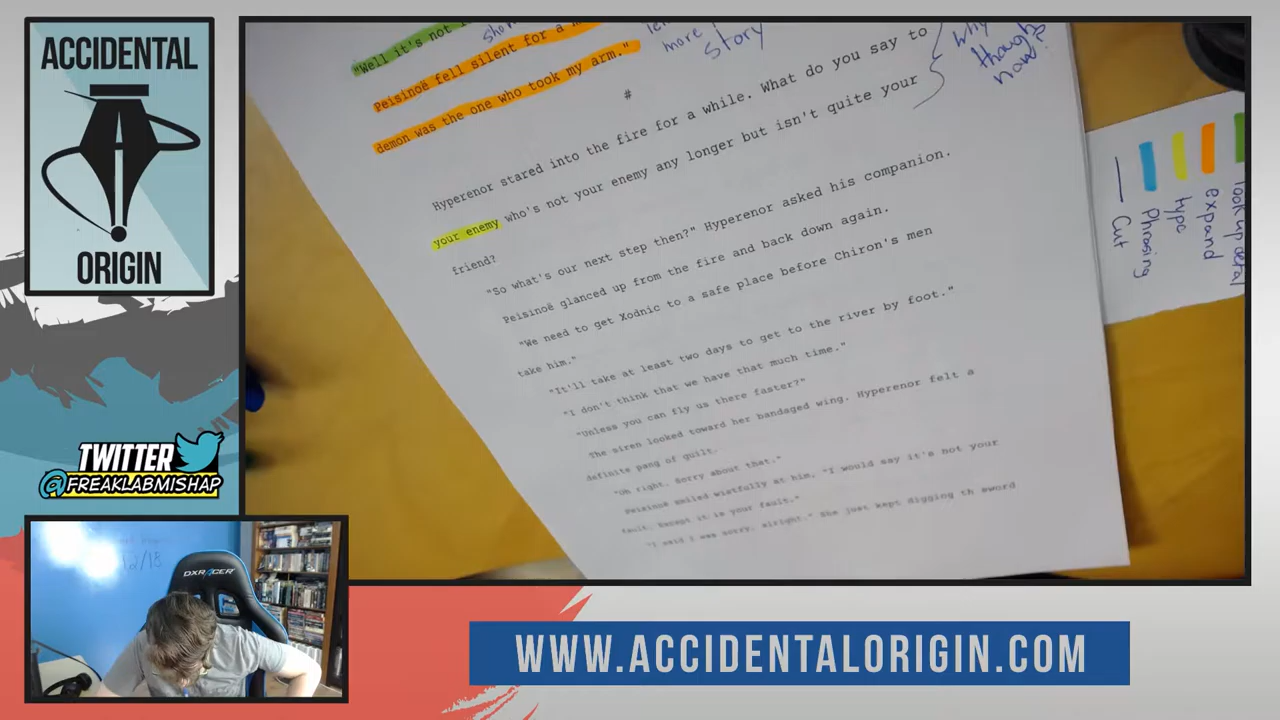 ACCIDENTAL
ORIGIN
TWITTER
@FREAKLABMISHAP
12/18
DXRACER
"Well it's not
Peisinoë fell silent for a
demon was the one who took my arm."
more
story
why
though
now?
#
Hyperenor stared into the fire for a while. What do you say to
your enemy who's not your enemy any longer but isn't quite your
friend?
"So what's our next step then?" Hyperenor asked his companion.
Peisinoë glanced up from the fire and back down again.
"We need to get Xodnic to a safe place before Chiron's men
take him."
"It'll take at least two days to get to the river by foot."
"I don't think that we have that much time."
"Unless you can fly us there faster?"
The siren looked toward her bandaged wing. Hyperenor felt a
definite pang of guilt.
"Oh right. Sorry about that."
Peisinoë smiled wistfully at him. "I would say it's not your
fault. Except it is your fault."
"I said I was sorry, alright." She just kept digging th sword
look up detail
expand
type
Phrasing
Cut
WWW.ACCIDENTALORIGIN.COM